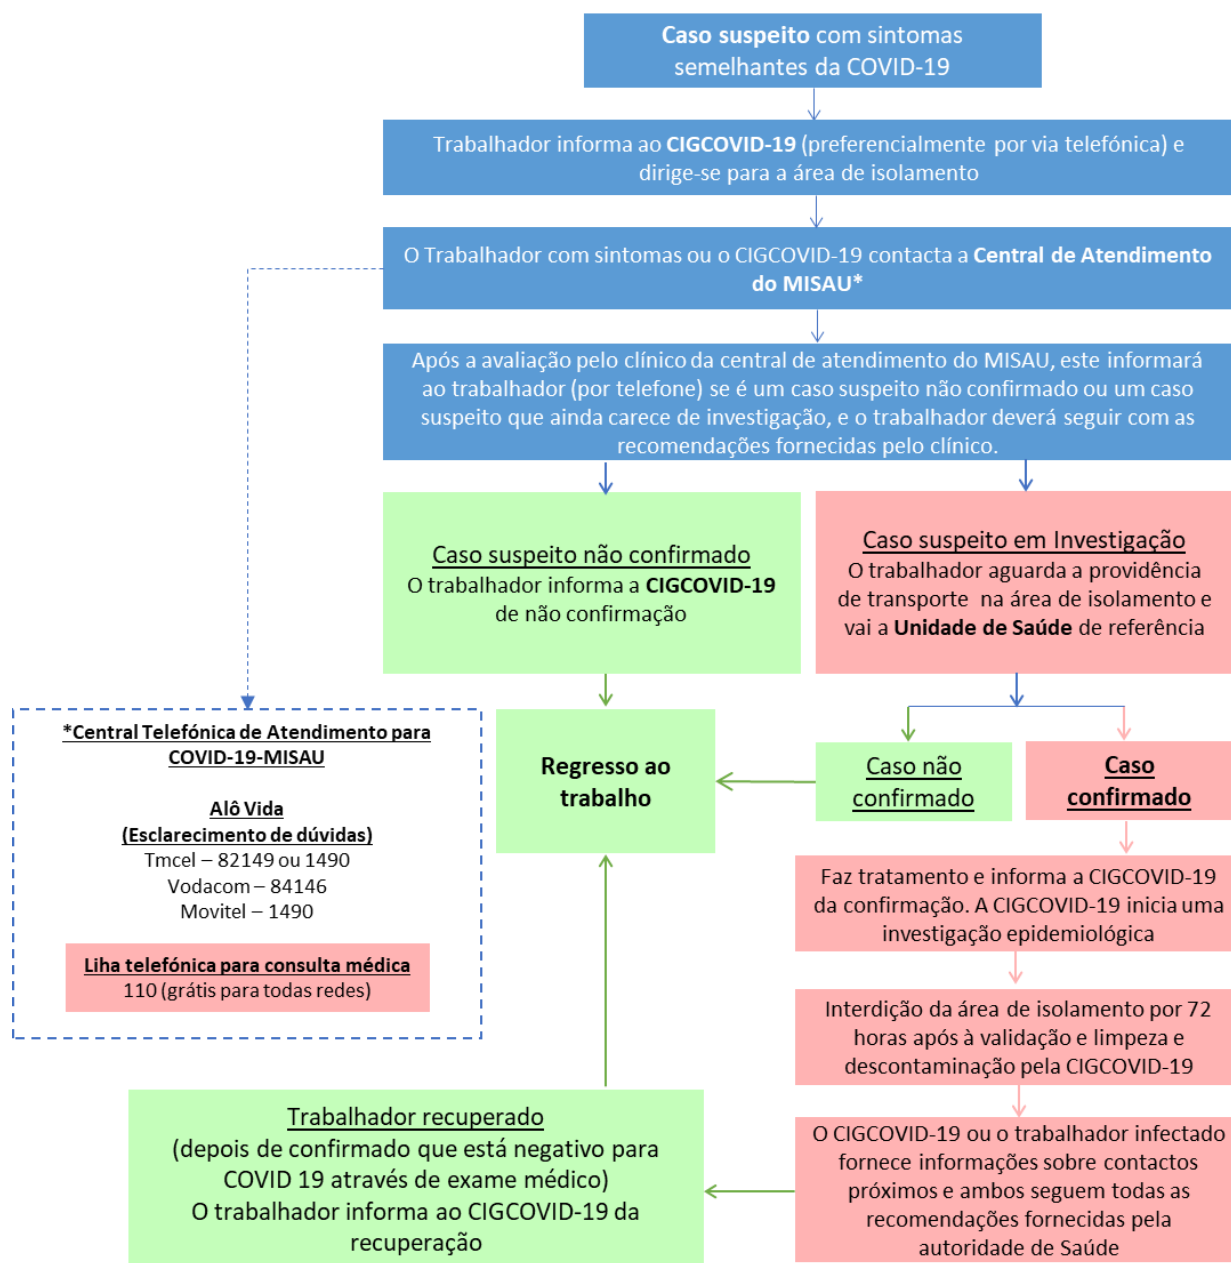 Caso suspeito com sintomas
semelhantes da COVID-19
Trabalhador informa ao CIGCOVID-19 (preferencialmente por via telefónica) e
dirige-se para a área de isolamento
O Trabalhador com sintomas ou o CIGCOVID-19 contacta a Central de Atendimento
do MISAU*
Após a avaliação pelo clínico da central de atendimento do MISAU, este informará
ao trabalhador (por telefone) se é um caso suspeito não confirmado ou um caso
suspeito que ainda carece de investigação, e o trabalhador deverá seguir com as
recomendações fornecidas pelo clínico.
Caso suspeito não confirmado
O trabalhador informa a CIGCOVID-19
de não confirmação
Caso suspeito em Investigação
O trabalhador aguarda a providência
de transporte na área de isolamento e
vai a Unidade de Saúde de referência
*Central Telefónica de Atendimento para
COVID-19-MISAU
Alô Vida
(Esclarecimento de dúvidas)
Tmcel – 82149 ou 1490
Vodacom – 84146
Movitel – 1490
Liha telefónica para consulta médica
110 (grátis para todas redes)
Regresso ao
trabalho
Caso não
confirmado
Caso
confirmado
Faz tratamento e informa a CIGCOVID-19
da confirmação. A CIGCOVID-19 inicia uma
investigação epidemiológica
Interdição da área de isolamento por 72
horas após à validação e limpeza e
descontaminação pela CIGCOVID-19
O CIGCOVID-19 ou o trabalhador infectado
fornece informações sobre contactos
próximos e ambos seguem todas as
recomendações fornecidas pela
autoridade de Saúde
Trabalhador recuperado
(depois de confirmado que está negativo para
COVID 19 através de exame médico)
O trabalhador informa ao CIGCOVID-19 da
recuperação